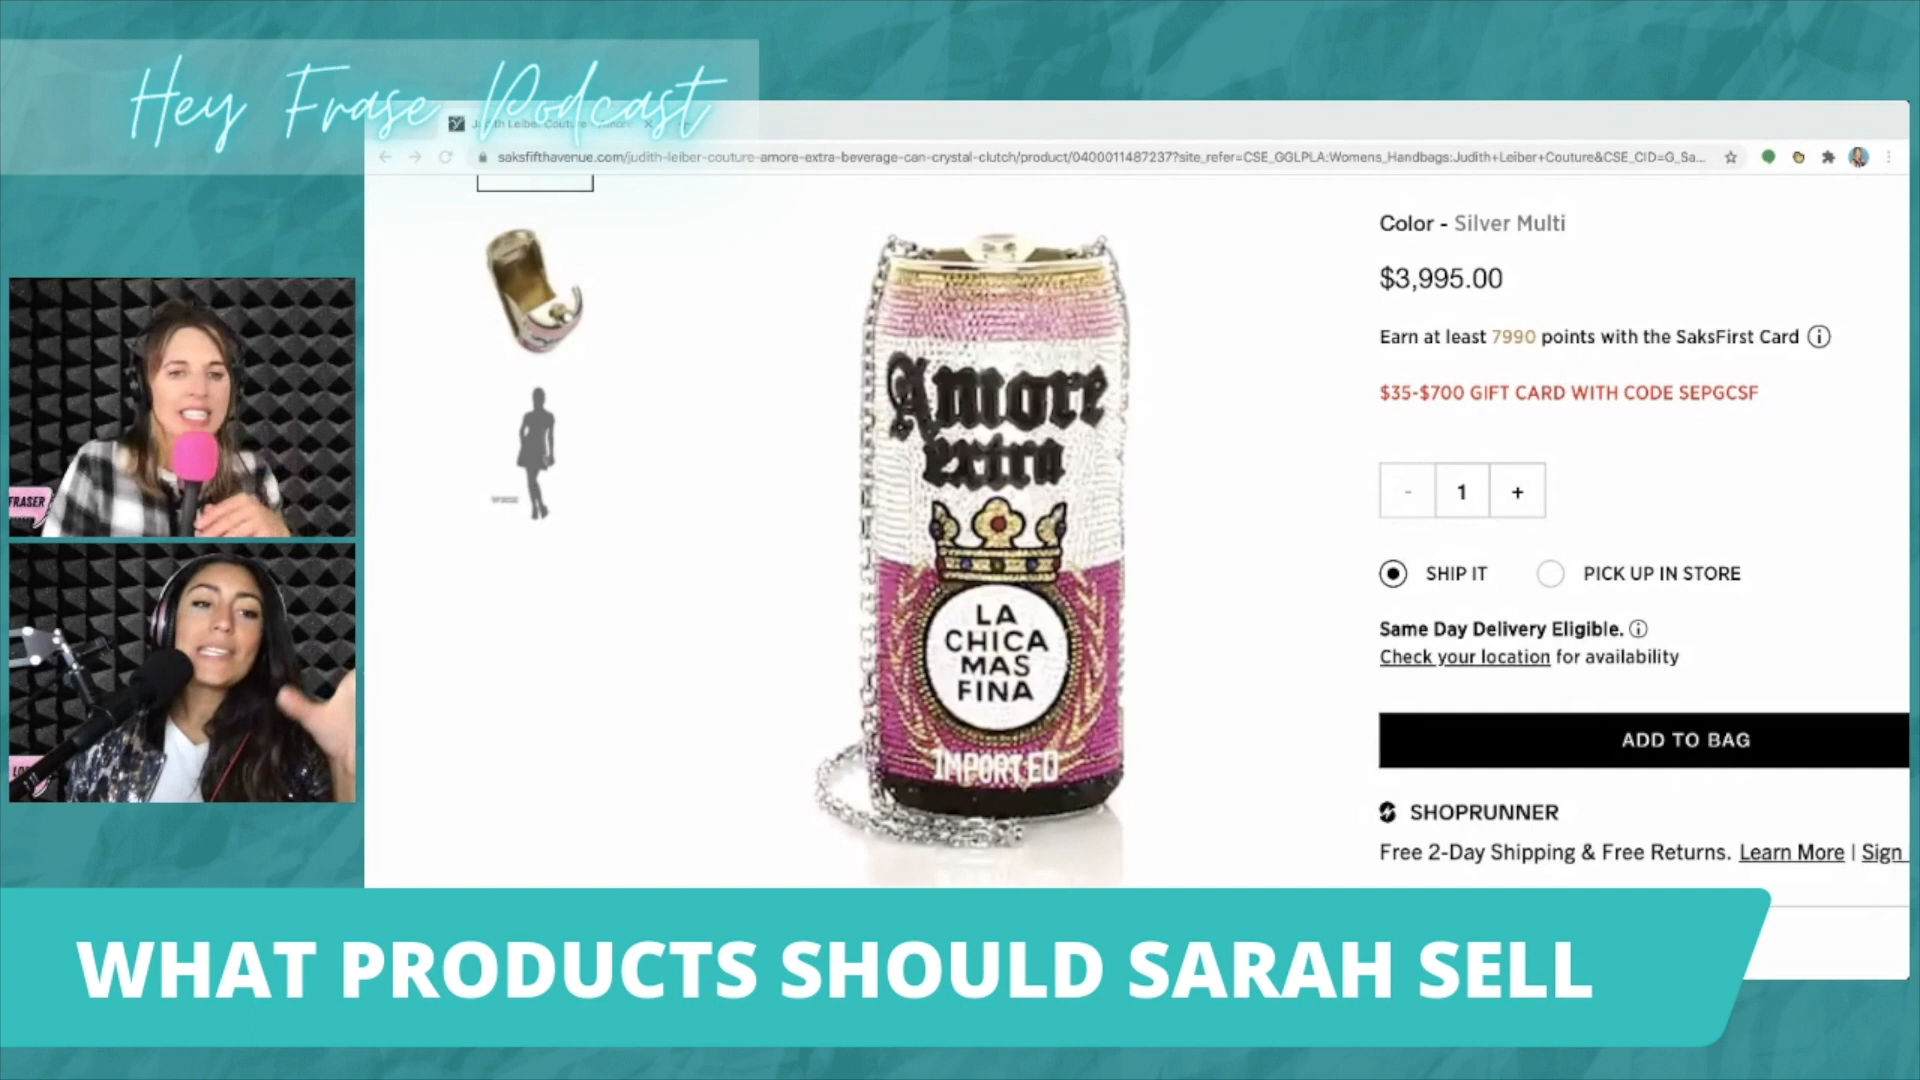 Hey Frase Podcast
Judith Leiber Couture Amore
saksfifthavenue.com/judith-leiber-couture-amore-extra-beverage-can-crystal-clutch/product/0400011487237?site_refer=CSE_GGLPLA:Womens_Handbags:Judith+Leiber+Couture&CSE_CID=G_Sa...
Color - Silver Multi
$3,995.00
Earn at least 7990 points with the SaksFirst Card
$35-$700 GIFT CARD WITH CODE SEPGCSF
- 1 +
SHIP IT PICK UP IN STORE
Same Day Delivery Eligible.
Check your location for availability
ADD TO BAG
SHOPRUNNER
Free 2-Day Shipping & Free Returns. Learn More | Sign
Amore
extra
LA
CHICA
MAS
FINA
IMPORTED
FRASER
WHAT PRODUCTS SHOULD SARAH SELL